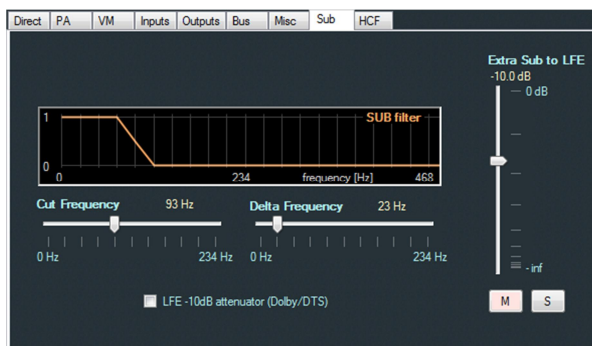 Direct PA VM Inputs Outputs Bus Misc Sub HCF
Extra Sub to LFE
-10.0 dB
0 dB
1 SUB filter
0
0 234 frequency [Hz] 468
Cut Frequency 93 Hz Delta Frequency 23 Hz
0 Hz 234 Hz 0 Hz 234 Hz
- inf
LFE -10dB attenuator (Dolby/DTS)
M S